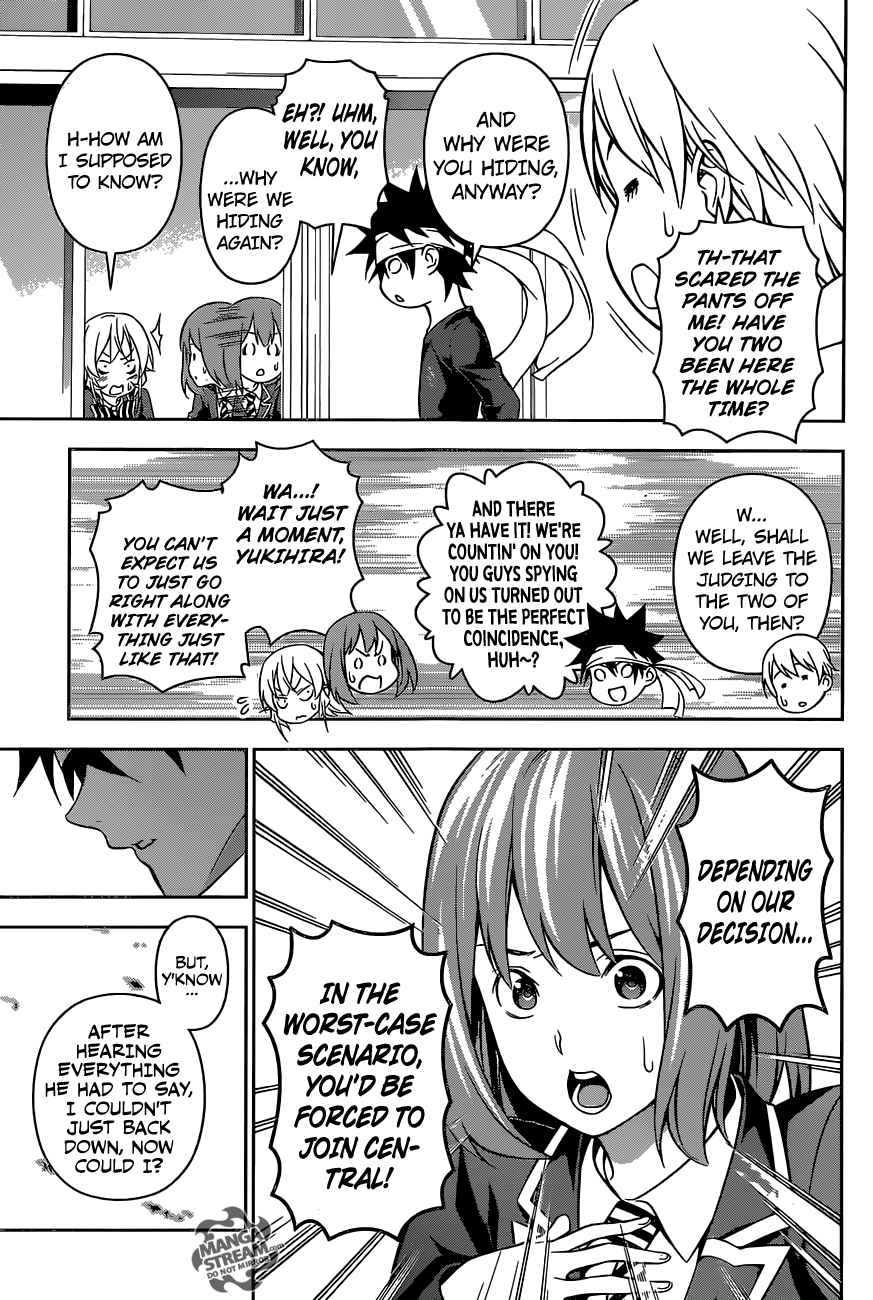 TH-THAT
SCARED THE
PANTS OFF
ME! HAVE
YOU TWO
BEEN HERE
THE WHOLE
TIME?
AND
WHY WERE
YOU HIDING,
ANYWAY?
EH?! UHM,
WELL, YOU
KNOW,
...WHY
WERE WE
HIDING
AGAIN?
H-HOW AM
I SUPPOSED
TO KNOW?
W...
WELL, SHALL
WE LEAVE THE
JUDGING TO
THE TWO OF
YOU, THEN?
AND THERE
YA HAVE IT! WE'RE
COUNTIN' ON YOU!
YOU GUYS SPYING
ON US TURNED OUT
TO BE THE PERFECT
COINCIDENCE,
HUH~?
WA...!
WAIT JUST
A MOMENT,
YUKIHIRA!
YOU CAN'T
EXPECT US
TO JUST GO
RIGHT ALONG
WITH EVERY-
THING JUST
LIKE THAT!
DEPENDING
ON OUR
DECISION...
IN THE
WORST-CASE
SCENARIO,
YOU'D BE
FORCED TO
JOIN CEN-
TRAL!
BUT,
Y'KNOW
...
AFTER
HEARING
EVERYTHING
HE HAD TO SAY,
I COULDN'T
JUST BACK
DOWN, NOW
COULD I?
MANGA
STREAM.com
DO NOT MIRROR